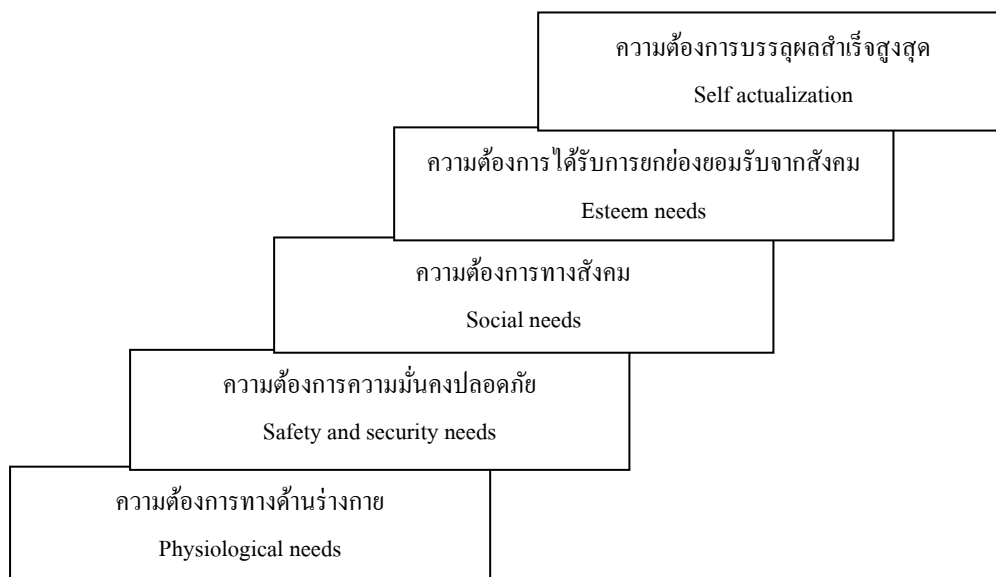 ความต้องการบรรลุผลสำเร็จสูงสุด
Self actualization
ความต้องการได้รับการยกย่องยอมรับจากสังคม
Esteem needs
ความต้องการทางสังคม
Social needs
ความต้องการความมั่นคงปลอดภัย
Safety and security needs
ความต้องการทางด้านร่างกาย
Physiological needs